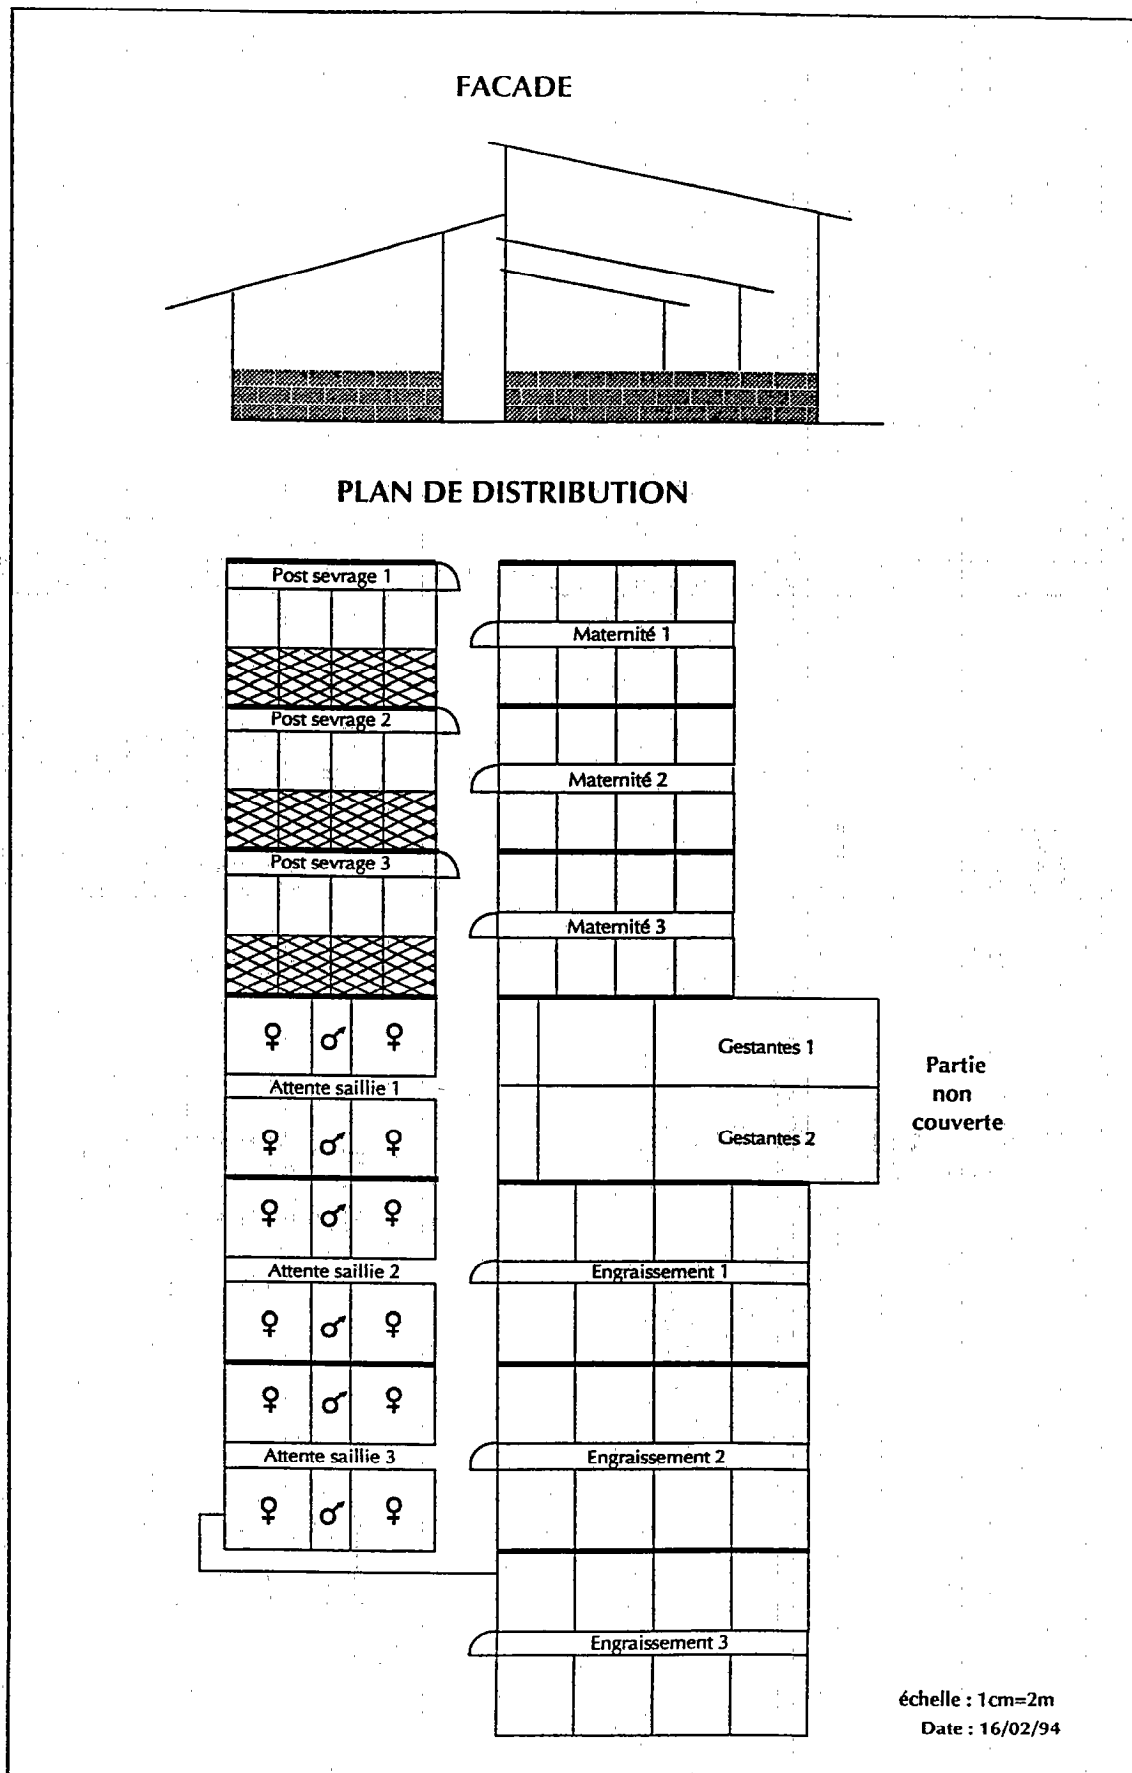 FACADE
PLAN DE DISTRIBUTION
Post sevrage 1
Maternité 1
Post sevrage 2
Maternité 2
Post sevrage 3
Maternité 3
♀ ♂ ♀
Gestantes 1
Partie
non
couverte
Attente saillie 1
♀ ♂ ♀
Gestantes 2
♀ ♂ ♀
Attente saillie 2
Engraissement 1
♀ ♂ ♀
♀ ♂ ♀
Attente saillie 3
Engraissement 2
♀ ♂ ♀
Engraissement 3
échelle : 1cm=2m
Date : 16/02/94